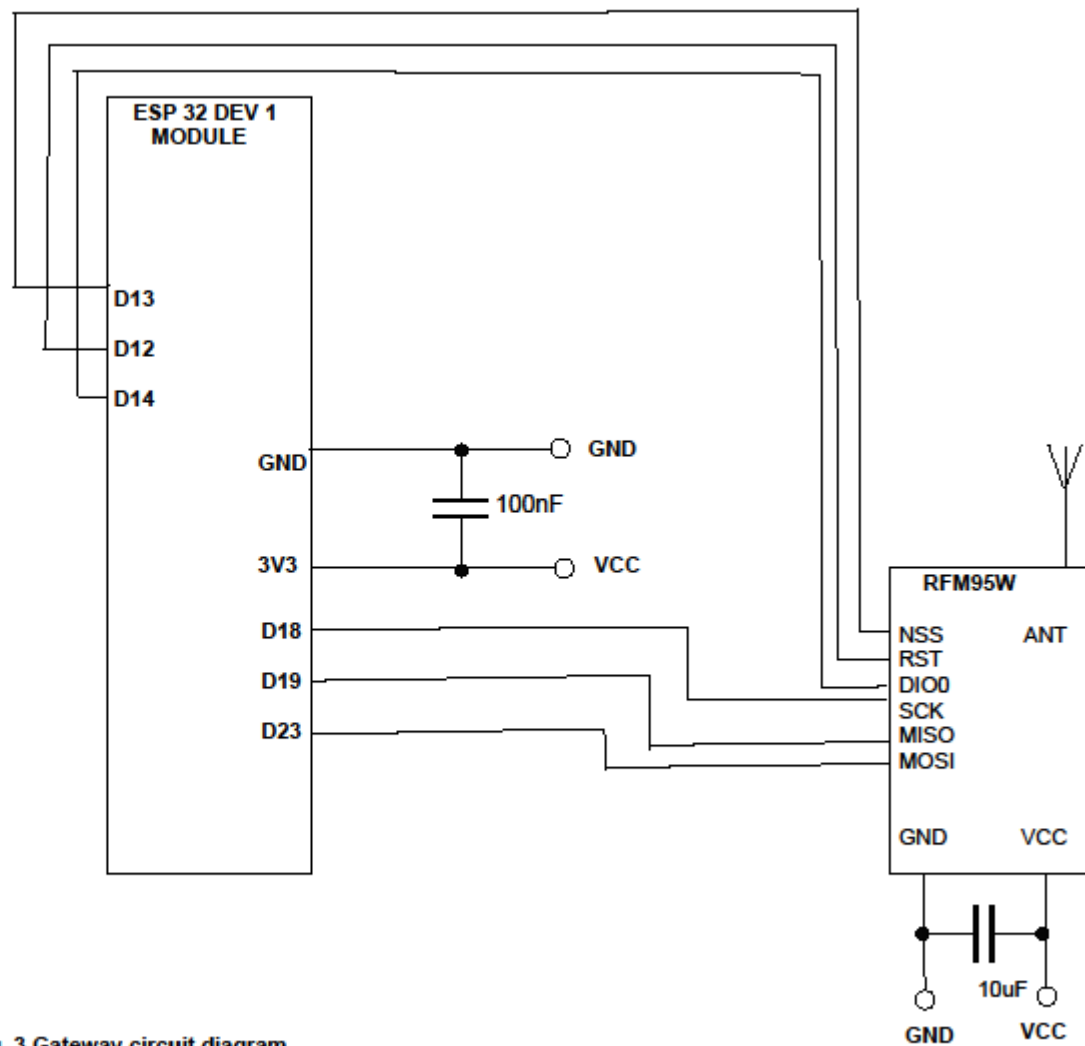 ESP 32 DEV 1
MODULE
D13
D12
D14
GND
GND
100nF
3V3
VCC
RFM95W
D18
NSS
ANT
RST
D19
DIO0
SCK
D23
MISO
MOSI
GND
VCC
10uF
GND
VCC
3 Gateway circuit diagram